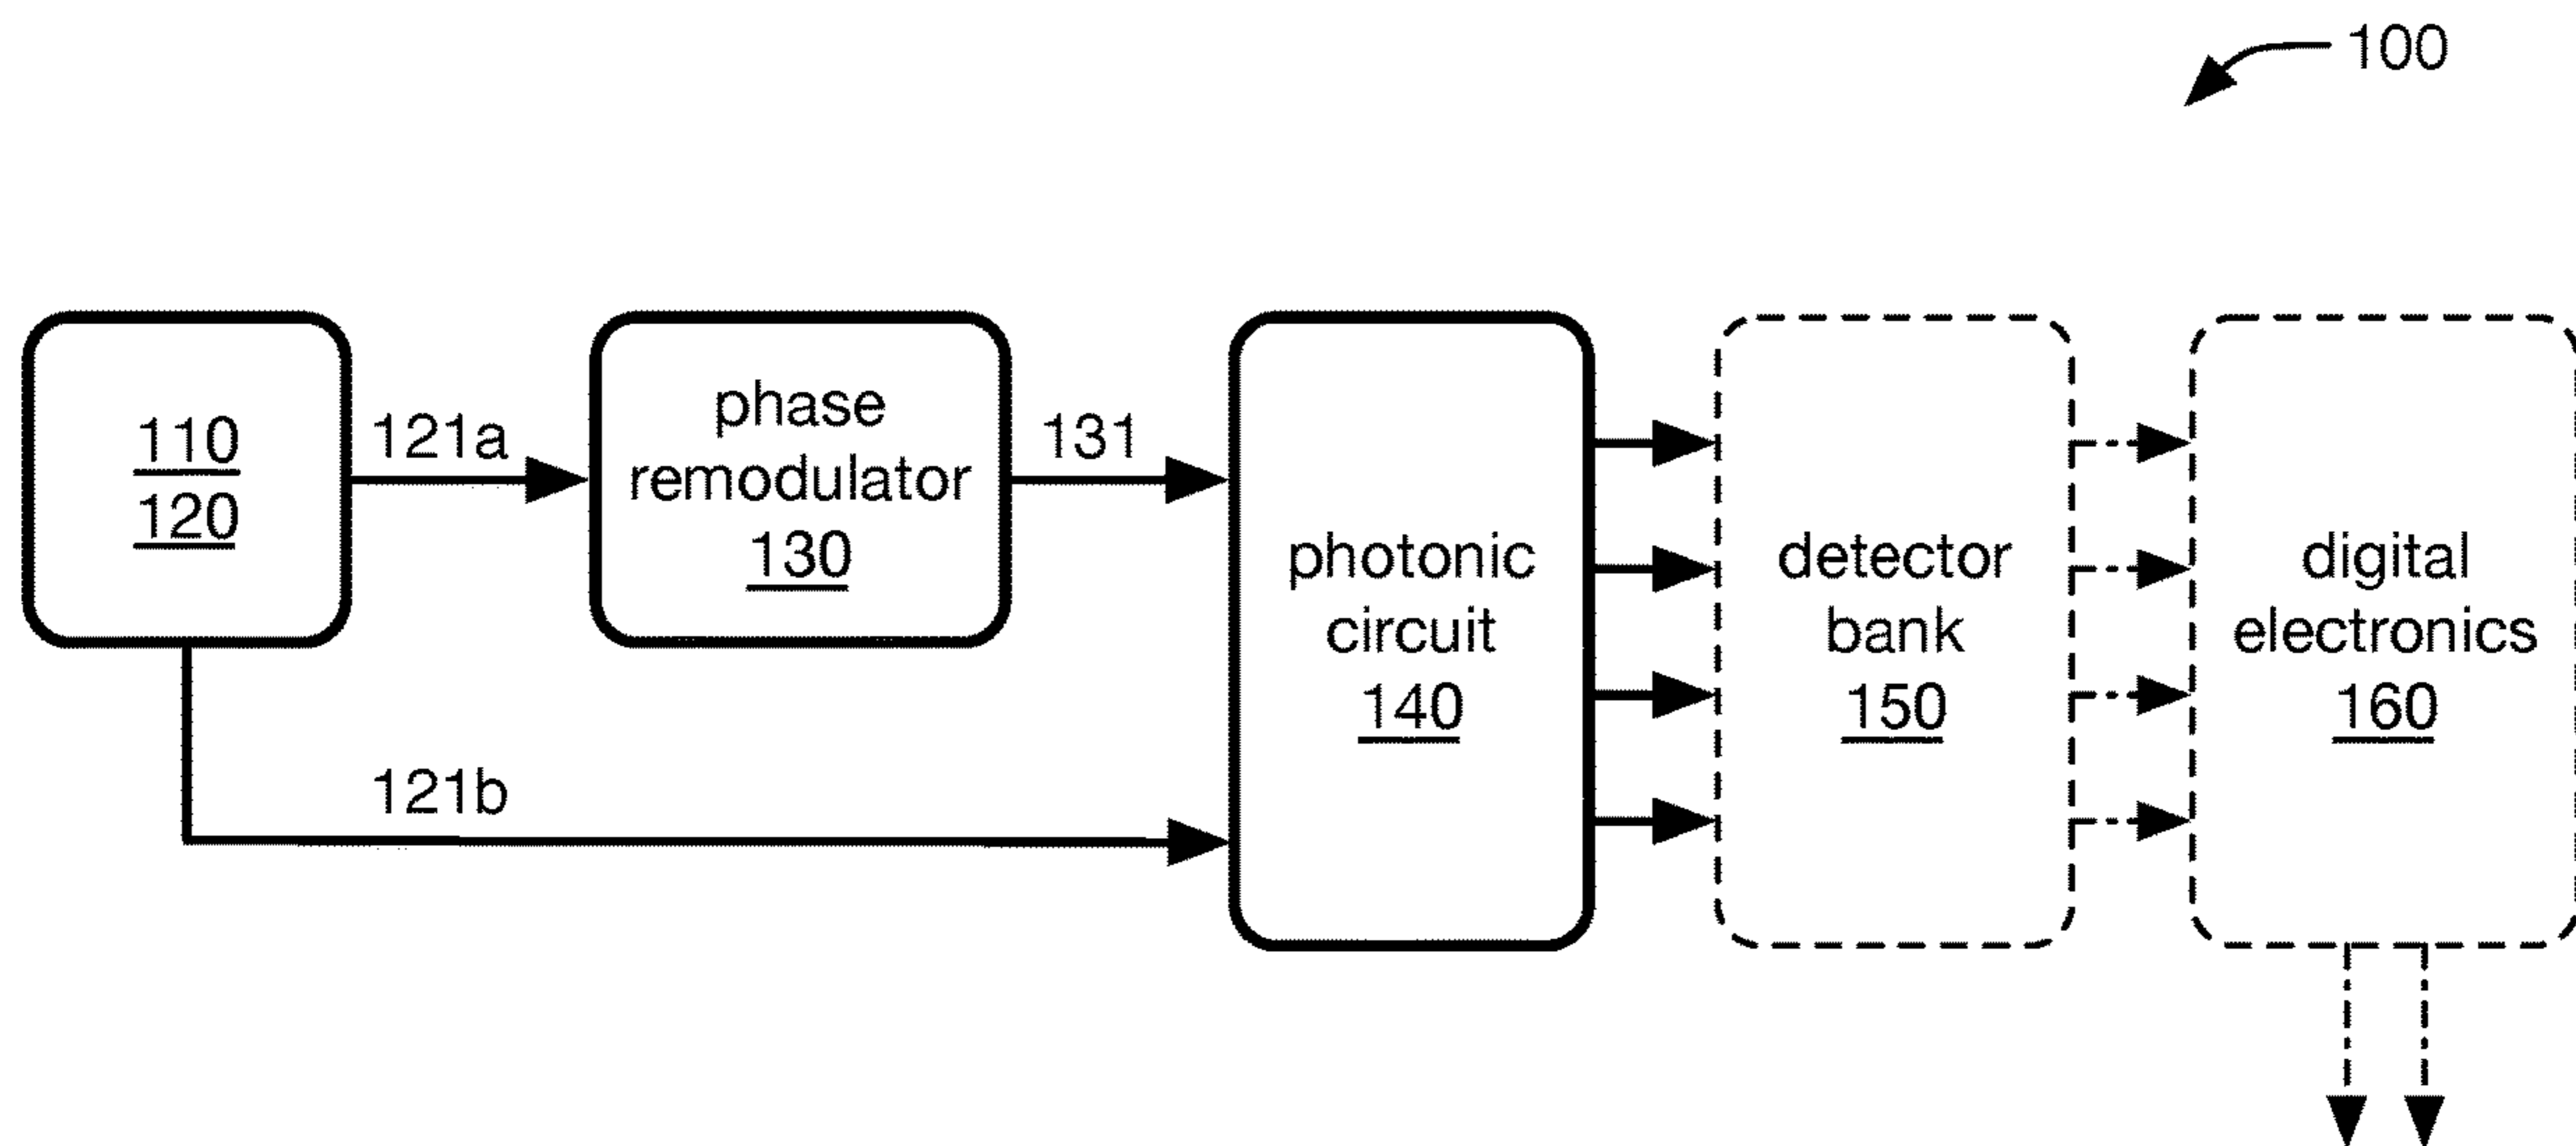 100
110
120
121a
phase
remodulator
130
131
121b
photonic
circuit
140
detector
bank
150
digital
electronics
160